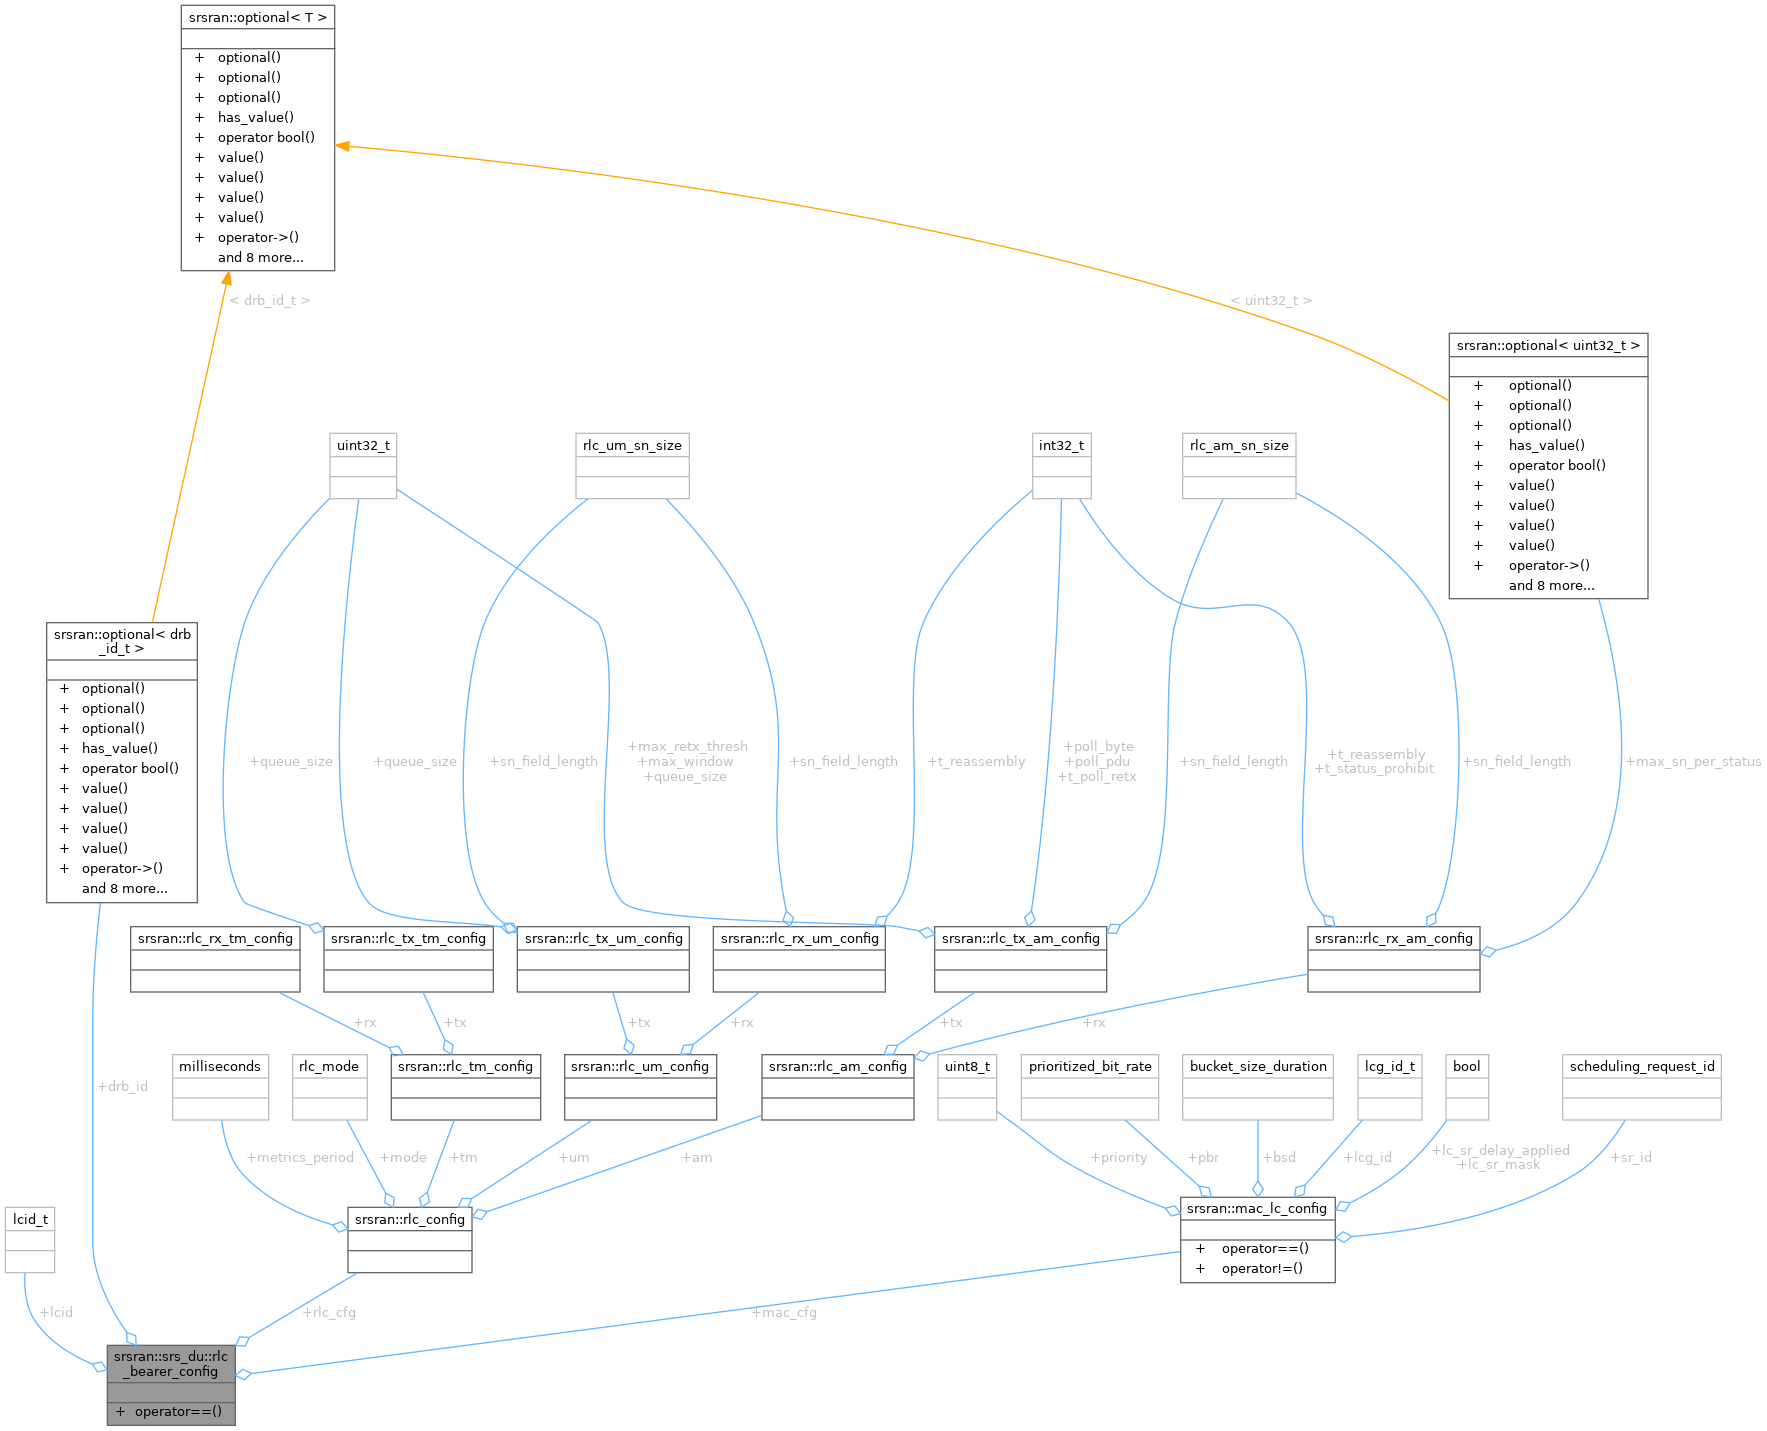 srsran::optional< T >
+ optional()
+ optional()
+ optional()
+ has_value()
+ operator bool()
+ value()
+ value()
+ value()
+ value()
+ operator->()
and 8 more...
< drb_id_t >
< uint32_t >
srsran::optional< uint32_t >
+ optional()
+ optional()
+ optional()
+ has_value()
+ operator bool()
+ value()
+ value()
+ value()
+ value()
+ operator->()
and 8 more...
uint32_t
rlc_um_sn_size
int32_t
rlc_am_sn_size
srsran::optional< drb
_id_t >
+ optional()
+ optional()
+ optional()
+ has_value()
+ operator bool()
+ value()
+ value()
+ value()
+ value()
+ operator->()
and 8 more...
+queue_size
+queue_size
+sn_field_length
+max_retx_thresh
+max_window
+queue_size
+sn_field_length
+t_reassembly
+poll_byte
+poll_pdu
+t_poll_retx
+sn_field_length
+t_reassembly
+t_status_prohibit
+sn_field_length
+max_sn_per_status
srsran::rlc_rx_tm_config
srsran::rlc_tx_tm_config
srsran::rlc_tx_um_config
srsran::rlc_rx_um_config
srsran::rlc_tx_am_config
srsran::rlc_rx_am_config
+rx
+tx
+tx
+rx
+tx
+rx
milliseconds
rlc_mode
srsran::rlc_tm_config
srsran::rlc_um_config
srsran::rlc_am_config
uint8_t
prioritized_bit_rate
bucket_size_duration
lcg_id_t
bool
scheduling_request_id
+drb_id
+metrics_period
+mode
+tm
+um
+am
+priority
+pbr
+bsd
+lcg_id
+lc_sr_delay_applied
+lc_sr_mask
+sr_id
lcid_t
srsran::rlc_config
srsran::mac_lc_config
+ operator==()
+ operator!=()
+lcid
+rlc_cfg
+mac_cfg
srsran::srs_du::rlc
_bearer_config
+ operator==()